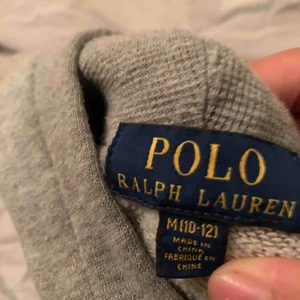 POLO
RALPH LAUREN
M(10-12)
MADE IN
CHINA
FABRIQUÉ EN
CHINE